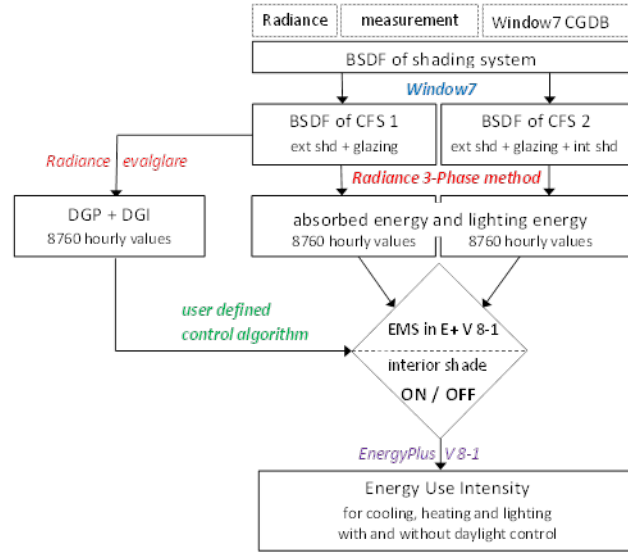 Radiance measurement Window7 CGDB
BSDF of shading system
Window7
BSDF of CFS 1
ext shd + glazing
BSDF of CFS 2
ext shd + glazing + int shd
Radiance evalglare
Radiance 3-Phase method
DGP + DGI
8760 hourly values
absorbed energy and lighting energy
8760 hourly values 8760 hourly values
user defined
control algorithm
EMS in E+ V 8-1
interior shade
ON / OFF
EnergyPlus V 8-1
Energy Use Intensity
for cooling, heating and lighting
with and without daylight control